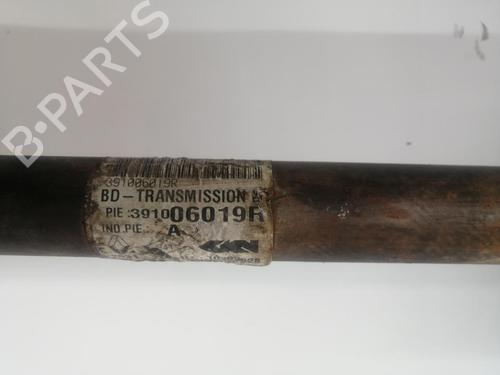 B-PARTS
391006019R
BD-TRANSMISSION
PIE :391006019R
IND.PIE: A